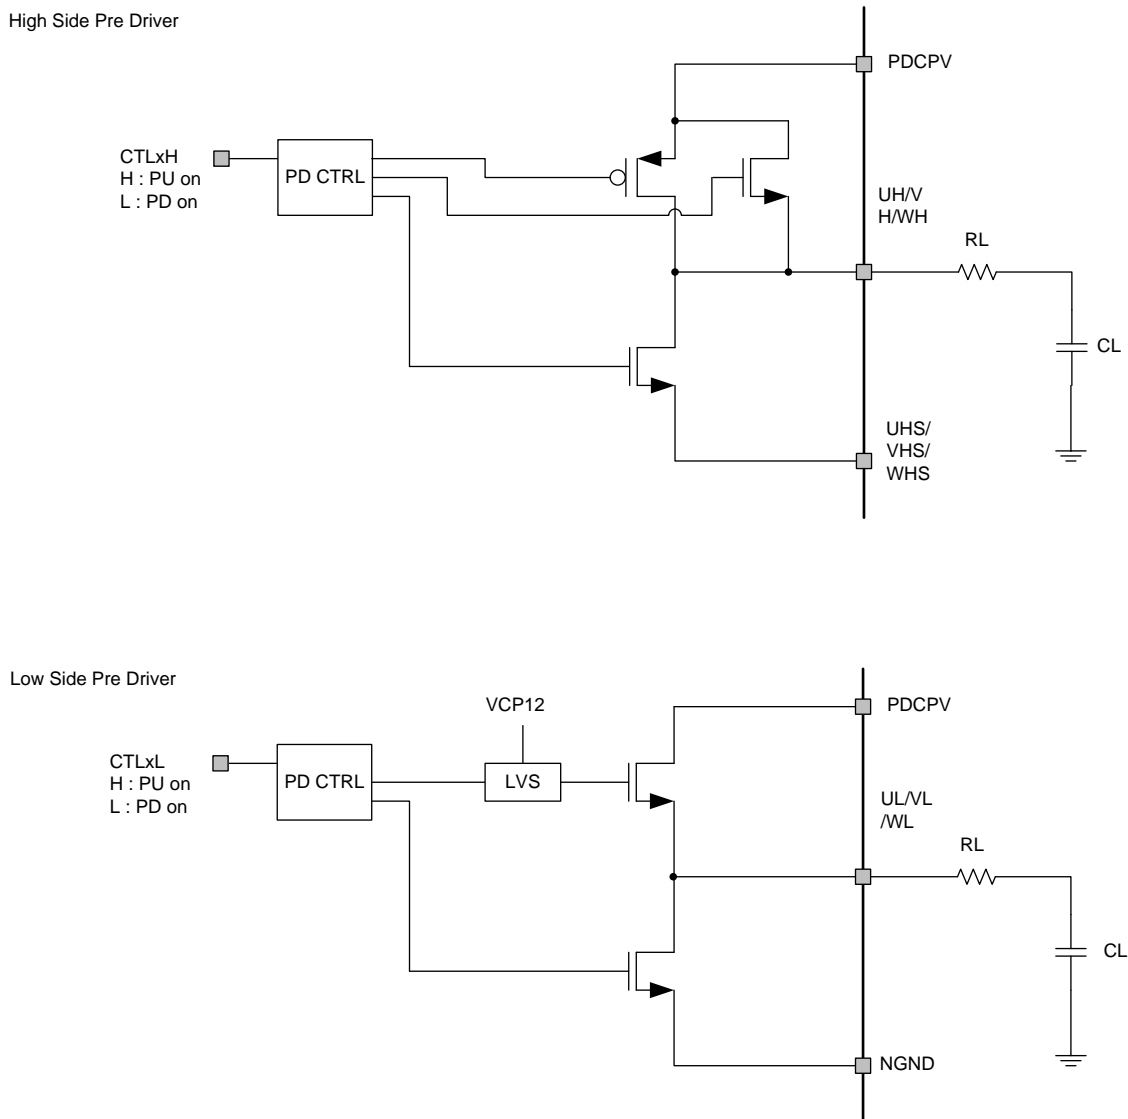 High Side Pre Driver
PDCPV
CTLxH
H : PU on
L : PD on
PD CTRL
UH/V
H/WH
RL
CL
UHS/
VHS/
WHS
Low Side Pre Driver
VCP12
PDCPV
CTLxL
H : PU on
L : PD on
PD CTRL
LVS
UL/VL
/WL
RL
CL
NGND